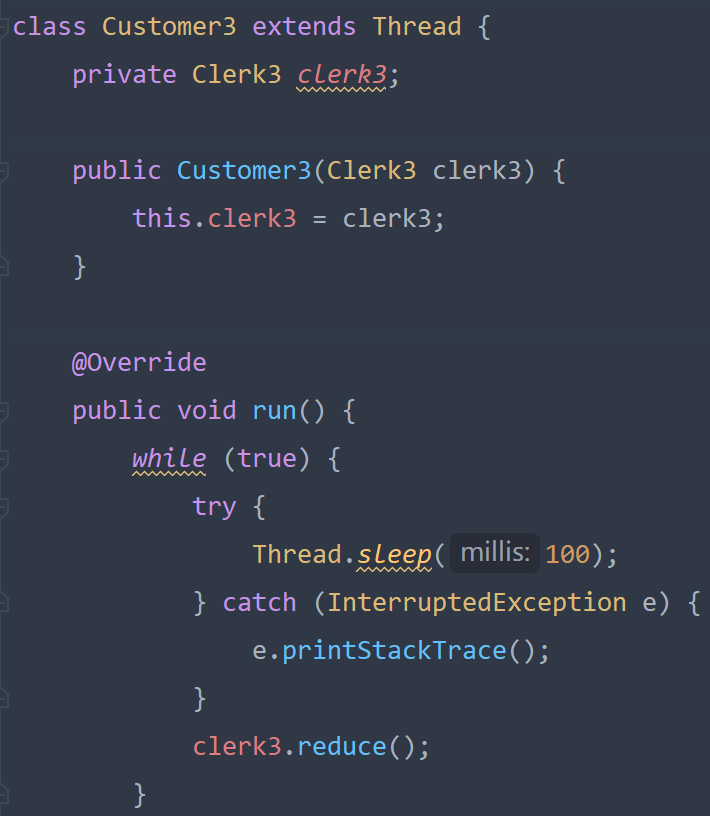 class Customer3 extends Thread {
    private Clerk3 clerk3;

    public Customer3(Clerk3 clerk3) {
        this.clerk3 = clerk3;
    }

    @Override
    public void run() {
        while (true) {
            try {
                Thread.sleep( millis: 100);
            } catch (InterruptedException e) {
                e.printStackTrace();
            }
            clerk3.reduce();
        }